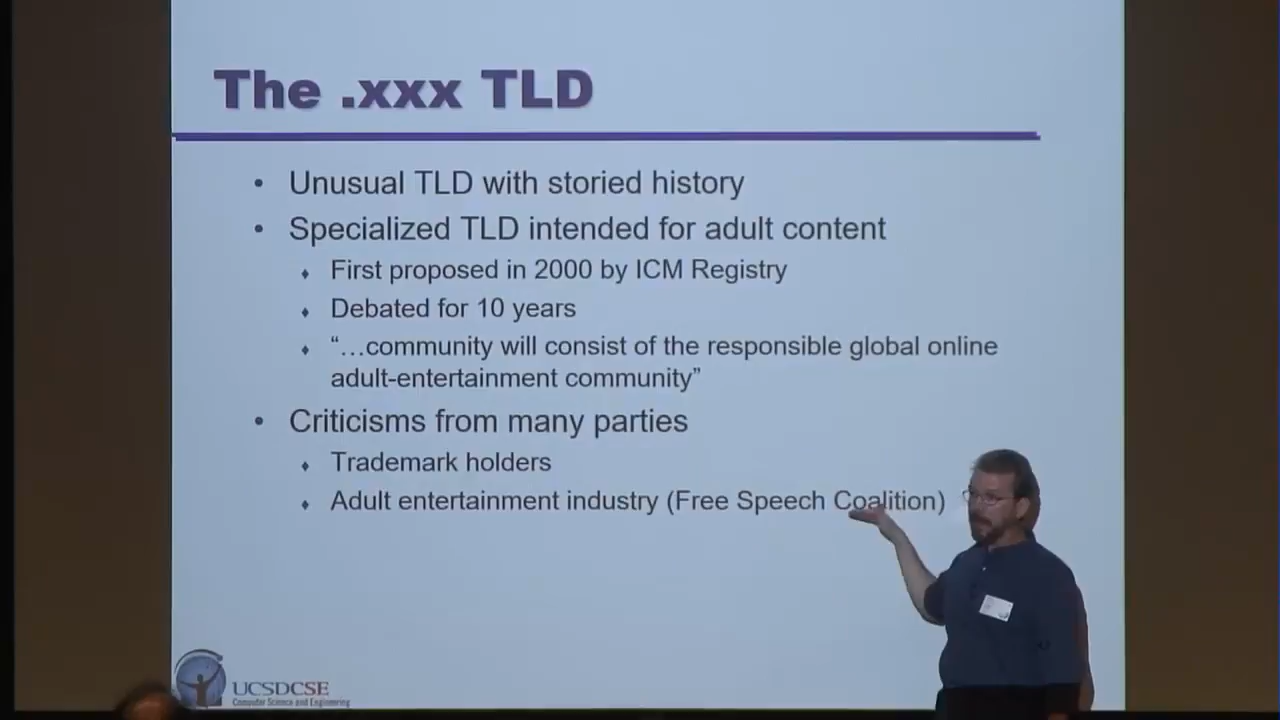 The .xxx TLD
• Unusual TLD with storied history
• Specialized TLD intended for adult content
♦ First proposed in 2000 by ICM Registry
♦ Debated for 10 years
♦ “…community will consist of the responsible global online
adult-entertainment community”
• Criticisms from many parties
♦ Trademark holders
♦ Adult entertainment industry (Free Speech Coalition)
UCSDCSE
Computer Science and Engineering